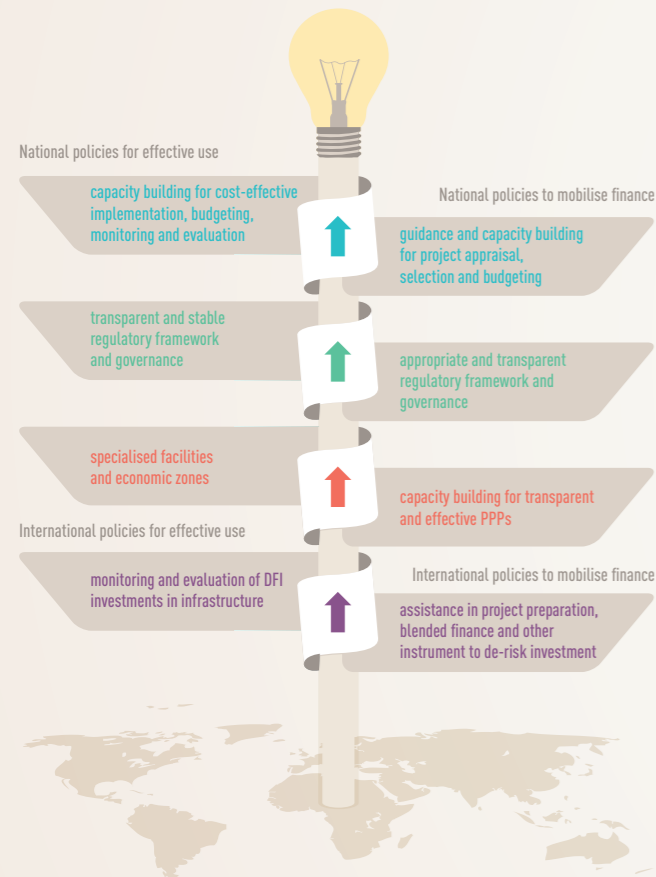 National policies for effective use
capacity building for cost-effective
implementation, budgeting,
monitoring and evaluation
National policies to mobilise finance
guidance and capacity building
for project appraisal,
selection and budgeting
transparent and stable
regulatory framework
and governance
appropriate and transparent
regulatory framework and
governance
specialised facilities
and economic zones
capacity building for transparent
and effective PPPs
International policies for effective use
monitoring and evaluation of DFI
investments in infrastructure
International policies to mobilise finance
assistance in project preparation,
blended finance and other
instrument to de-risk investment